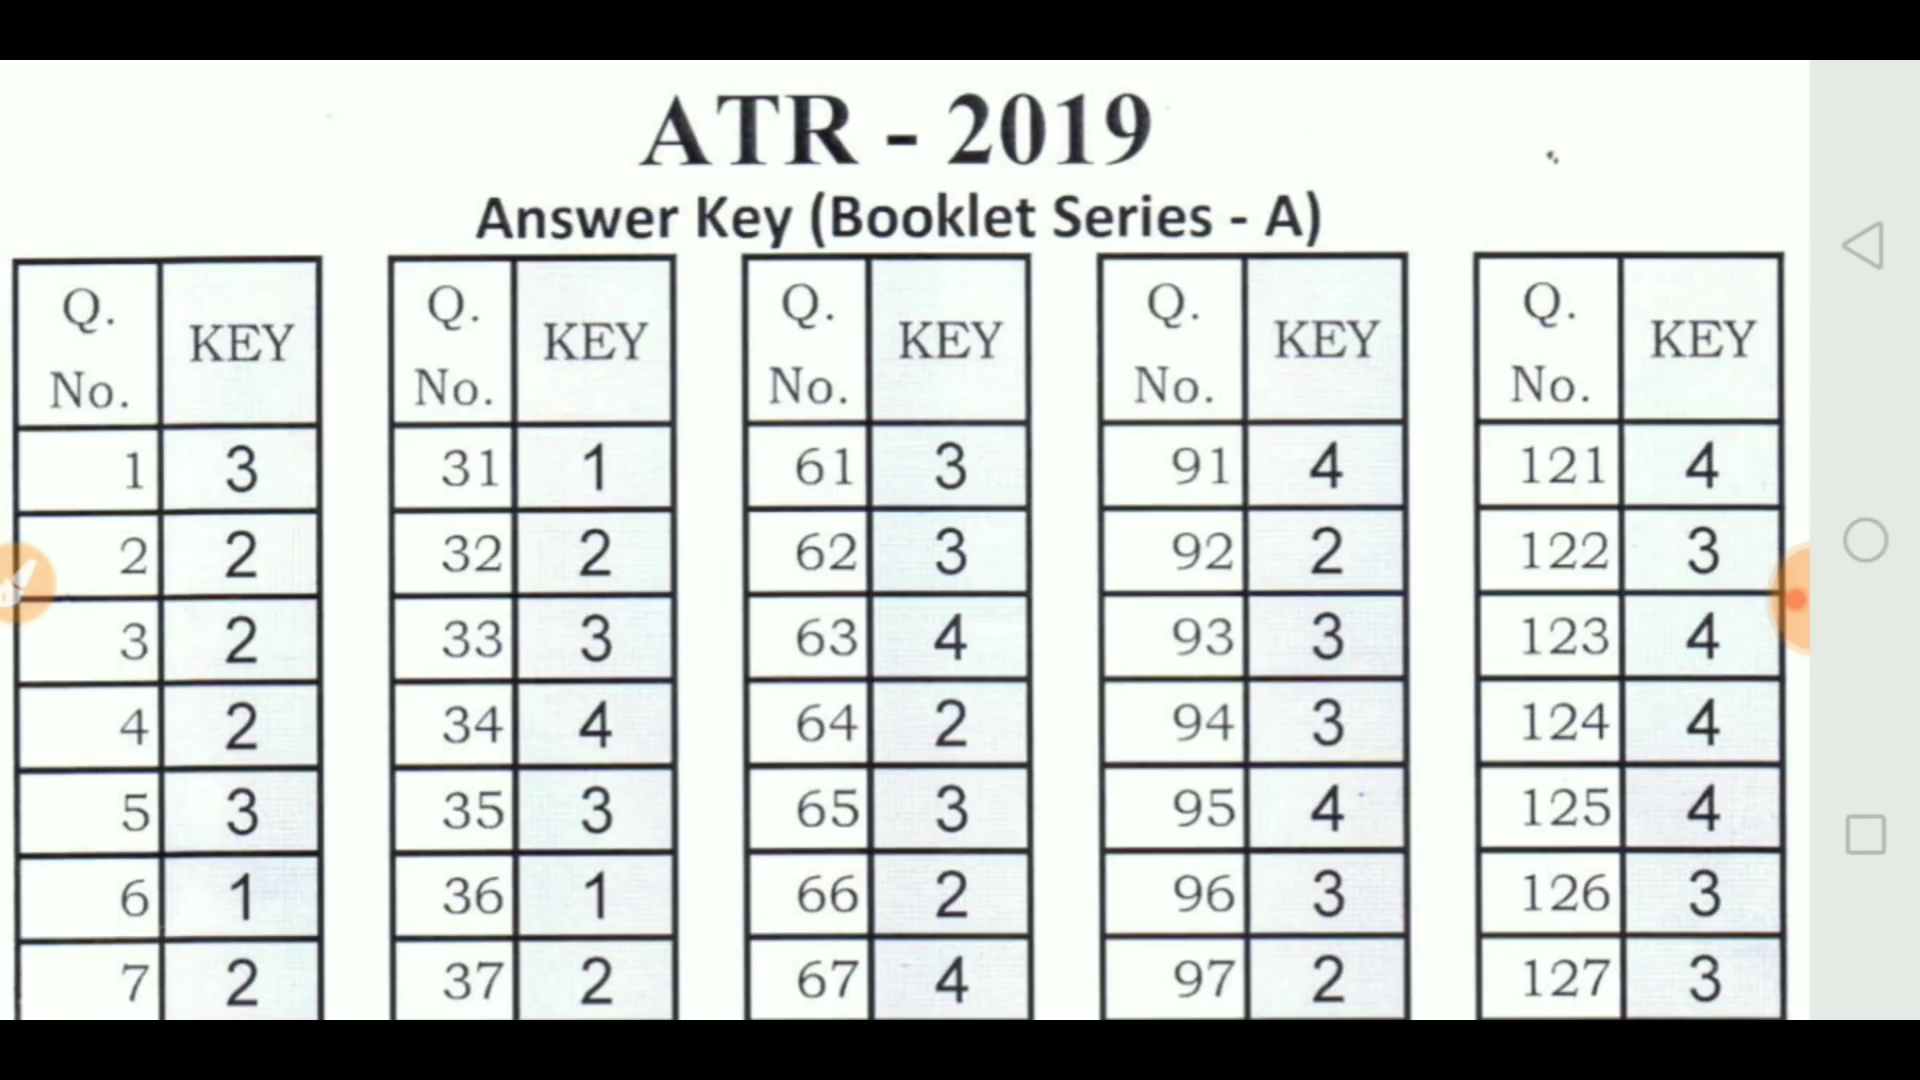 ATR - 2019
Answer Key (Booklet Series - A)
Q. No. KEY Q. No. KEY Q. No. KEY Q. No. KEY Q. No. KEY
1 3 31 1 61 3 91 4 121 4
2 2 32 2 62 3 92 2 122 3
3 2 33 3 63 4 93 3 123 4
4 2 34 4 64 2 94 3 124 4
5 3 35 3 65 3 95 4 125 4
6 1 36 1 66 2 96 3 126 3
7 2 37 2 67 4 97 2 127 3